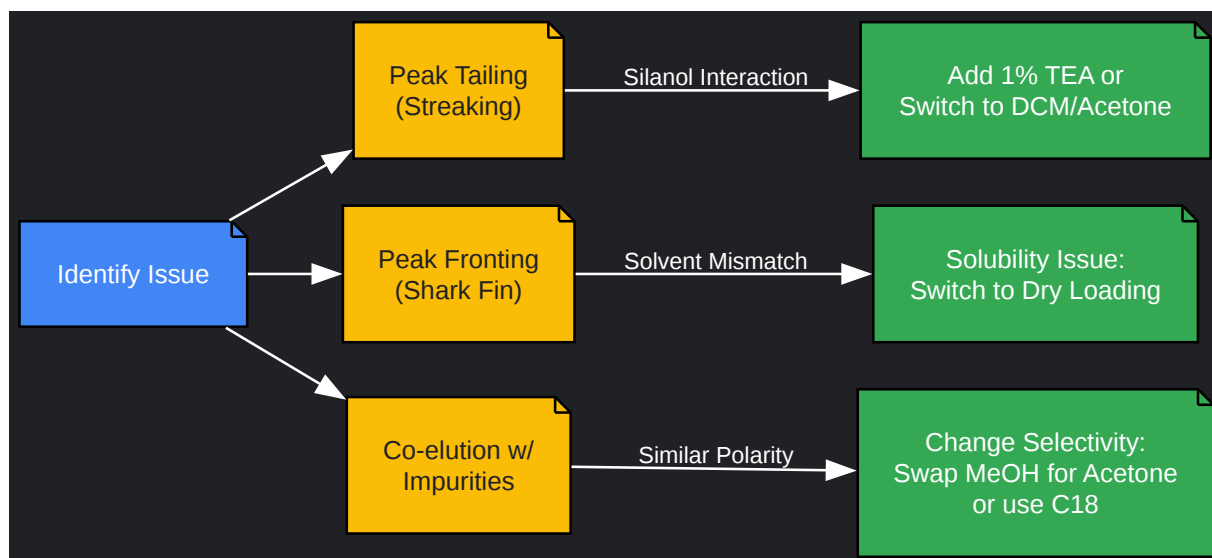 Peak Tailing
(Streaking)
Silanol Interaction
Add 1% TEA or
Switch to DCM/Acetone
Identify Issue
Peak Fronting
(Shark Fin)
Solvent Mismatch
Solubility Issue:
Switch to Dry Loading
Co-elution w/
Impurities
Similar Polarity
Change Selectivity:
Swap MeOH for Acetone
or use C18